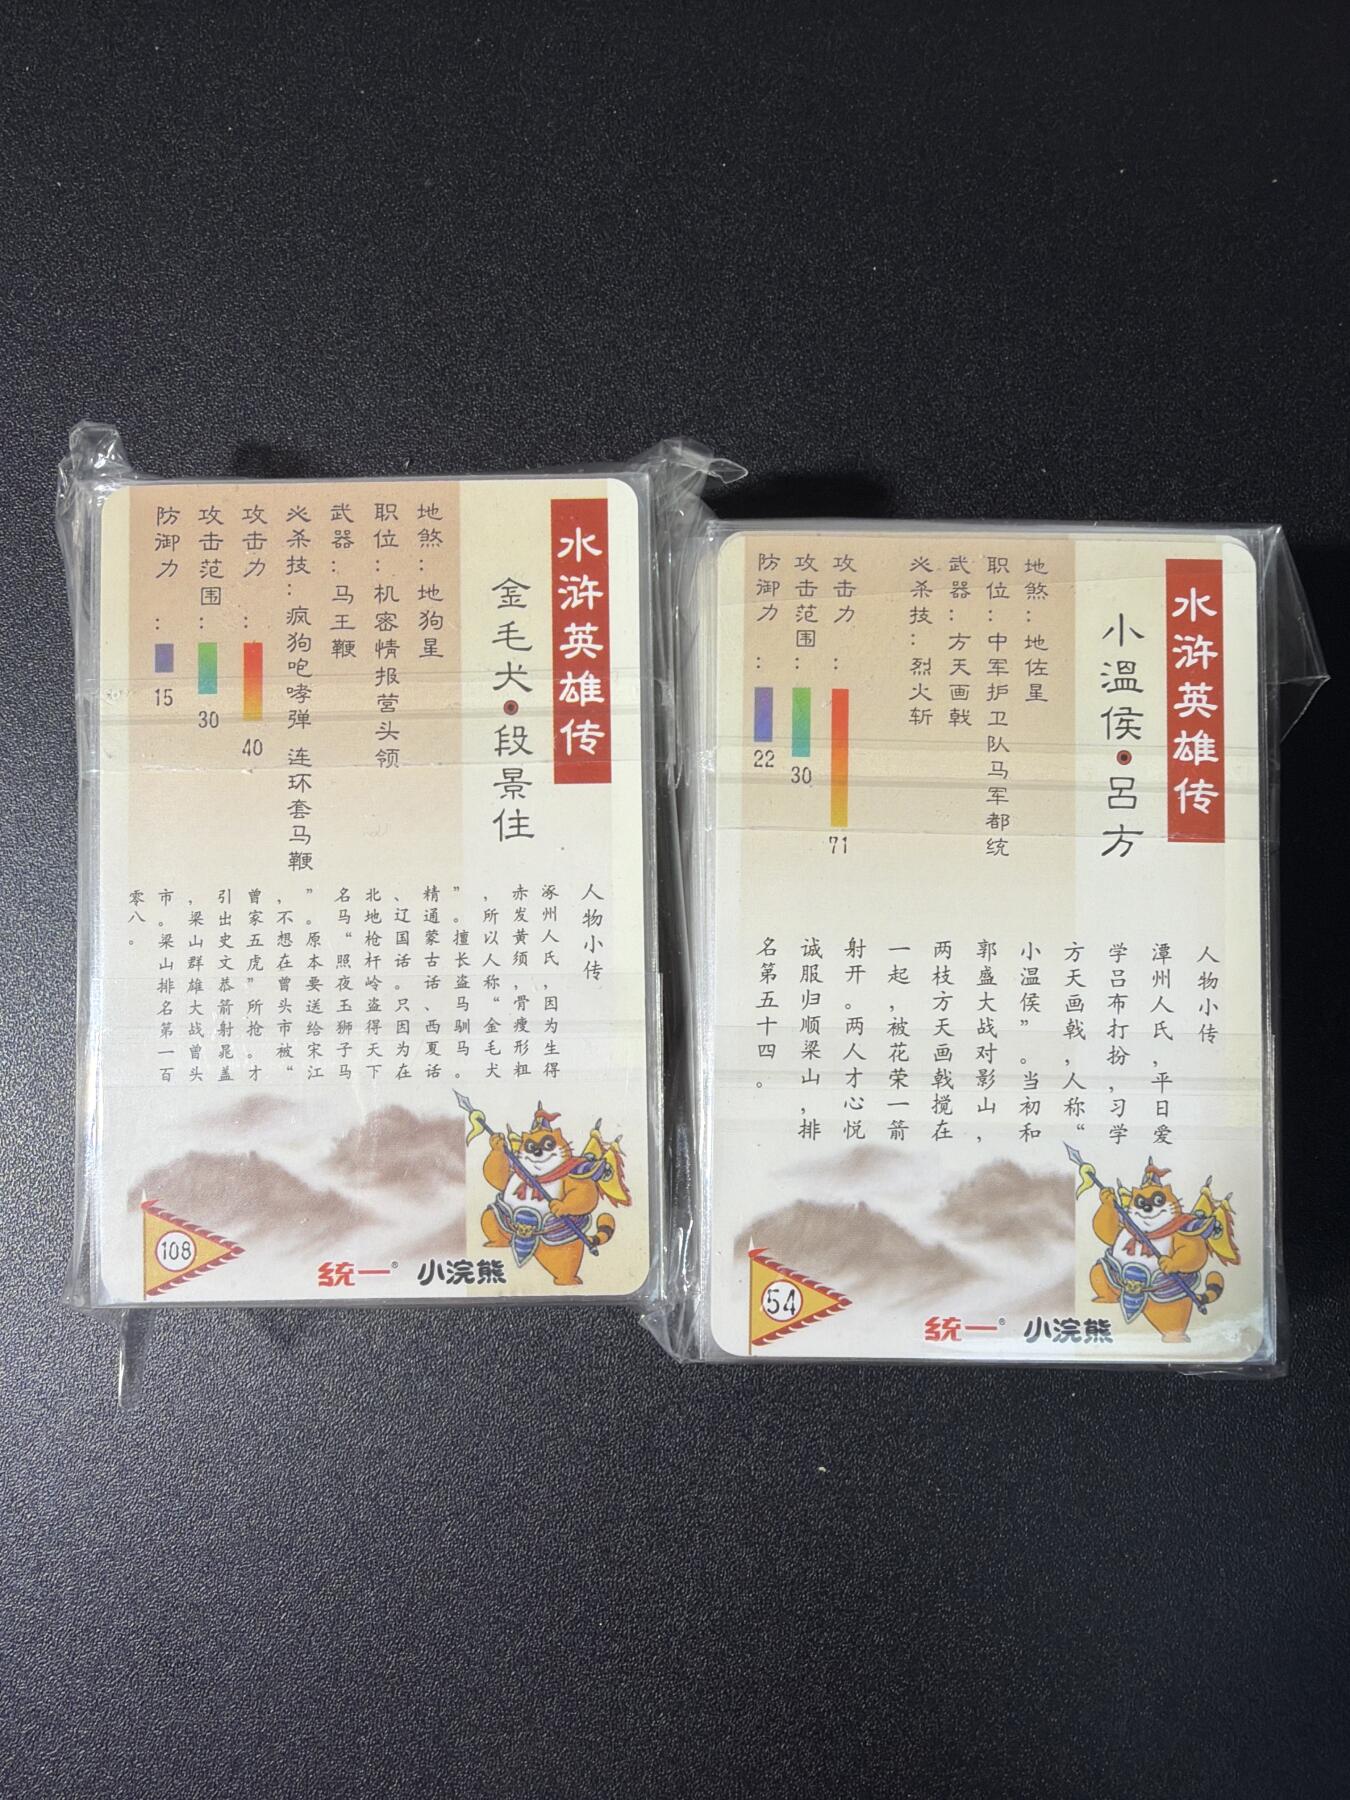 水浒英雄传
金毛犬·段景住
地煞：地狗星
职位：机密情报营头领
武器：马王鞭
必杀技：疯狗咆哮弹 连环套马鞭
攻击力：40
攻击范围：30
防御力：15
人物小传
涿州人氏，因为生得
赤发黄须，骨瘦形粗
，所以人称“金毛犬
”。擅长盗马驯马。
精通蒙古话、西夏话
、辽国话。只因为在
北地枪杆岭盗得天下
名马“照夜玉狮子马
”。原本要送给宋江
，不想在曾头市被“
曾家五虎”所抢。才
引出史文恭箭射晁盖
，梁山群雄大战曾头
市。梁山排名第一百
零八。
108
统一®
小浣熊
水浒英雄传
小温侯·吕方
地煞：地佐星
职位：中军护卫队马军都统
武器：方天画戟
必杀技：烈火斩
攻击力：71
攻击范围：30
防御力：22
人物小传
潭州人氏，平日爱
学吕布打扮，习学
方天画戟，人称“
小温侯”。当初和
郭盛大战对影山，
两枝方天画戟搅在
一起，被花荣一箭
射开。两人才心悦
诚服归顺梁山，排
名第五十四。
54
统一®
小浣熊